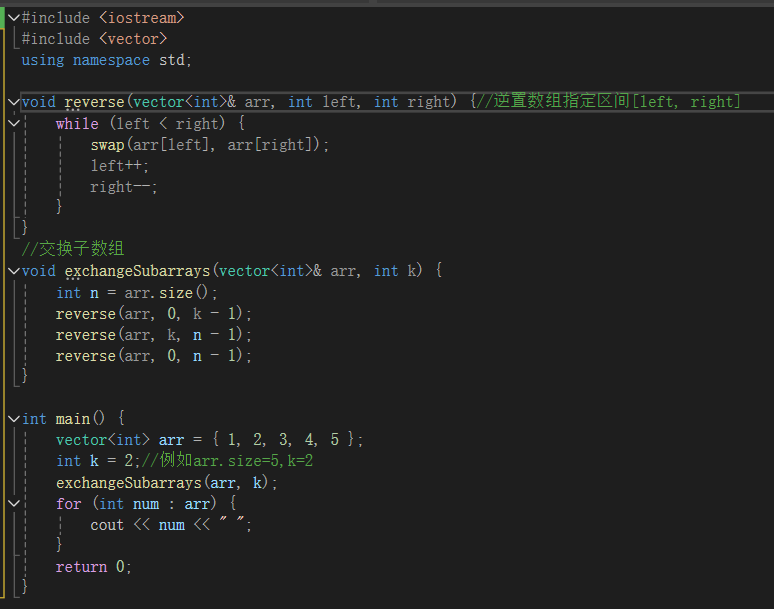 #include <iostream>
#include <vector>
using namespace std;
void reverse(vector<int>& arr, int left, int right) {//逆置数组指定区间[left, right]
while (left < right) {
swap(arr[left], arr[right]);
left++;
right--;
}
}
//交换子数组
void exchangeSubarrays(vector<int>& arr, int k) {
int n = arr.size();
reverse(arr, 0, k - 1);
reverse(arr, k, n - 1);
reverse(arr, 0, n - 1);
}
int main() {
vector<int> arr = { 1, 2, 3, 4, 5 };
int k = 2;//例如arr.size=5,k=2
exchangeSubarrays(arr, k);
for (int num : arr) {
cout << num << " ";
}
return 0;
}